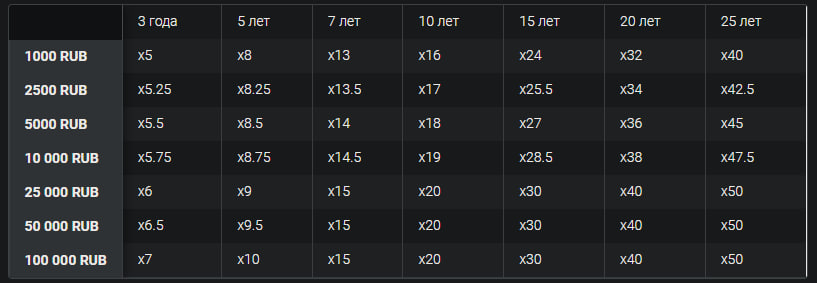 3 года 5 лет 7 лет 10 лет 15 лет 20 лет 25 лет
1000 RUB x5 x8 x13 x16 x24 x32 x40
2500 RUB x5.25 x8.25 x13.5 x17 x25.5 x34 x42.5
5000 RUB x5.5 x8.5 x14 x18 x27 x36 x45
10 000 RUB x5.75 x8.75 x14.5 x19 x28.5 x38 x47.5
25 000 RUB x6 x9 x15 x20 x30 x40 x50
50 000 RUB x6.5 x9.5 x15 x20 x30 x40 x50
100 000 RUB x7 x10 x15 x20 x30 x40 x50